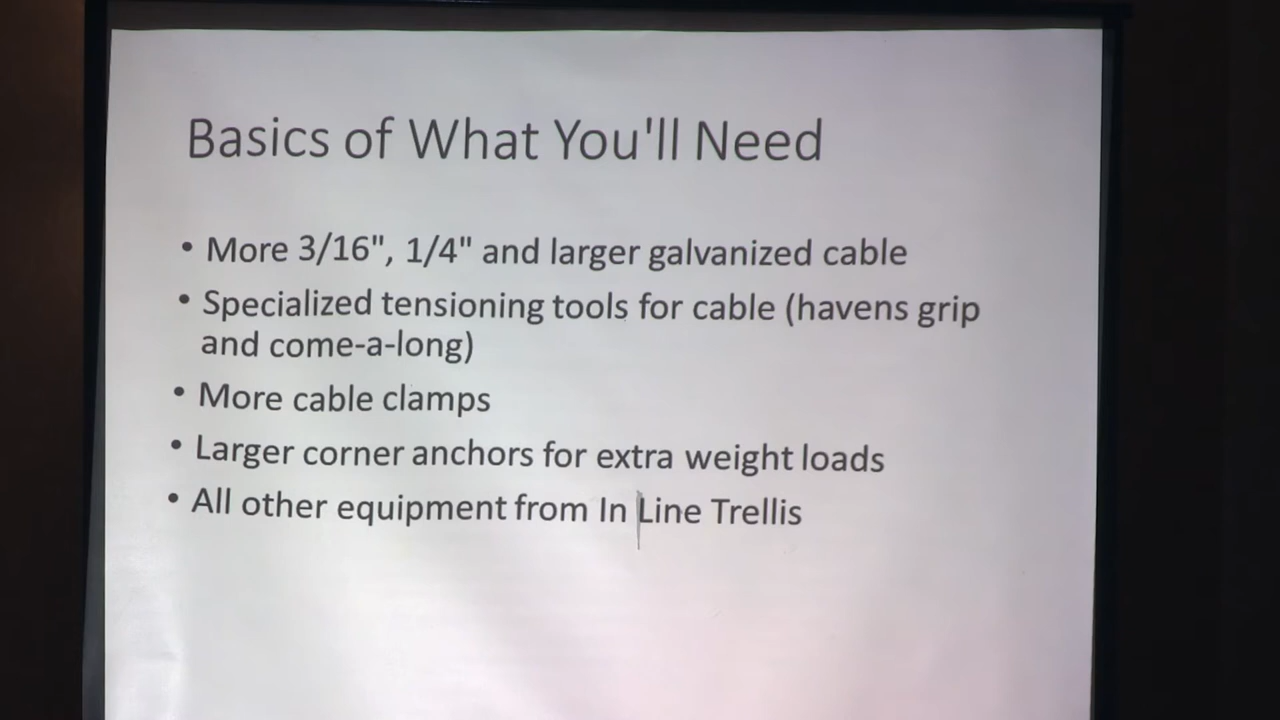 Basics of What You'll Need
• More 3/16", 1/4" and larger galvanized cable
• Specialized tensioning tools for cable (havens grip
and come-a-long)
• More cable clamps
• Larger corner anchors for extra weight loads
• All other equipment from In Line Trellis